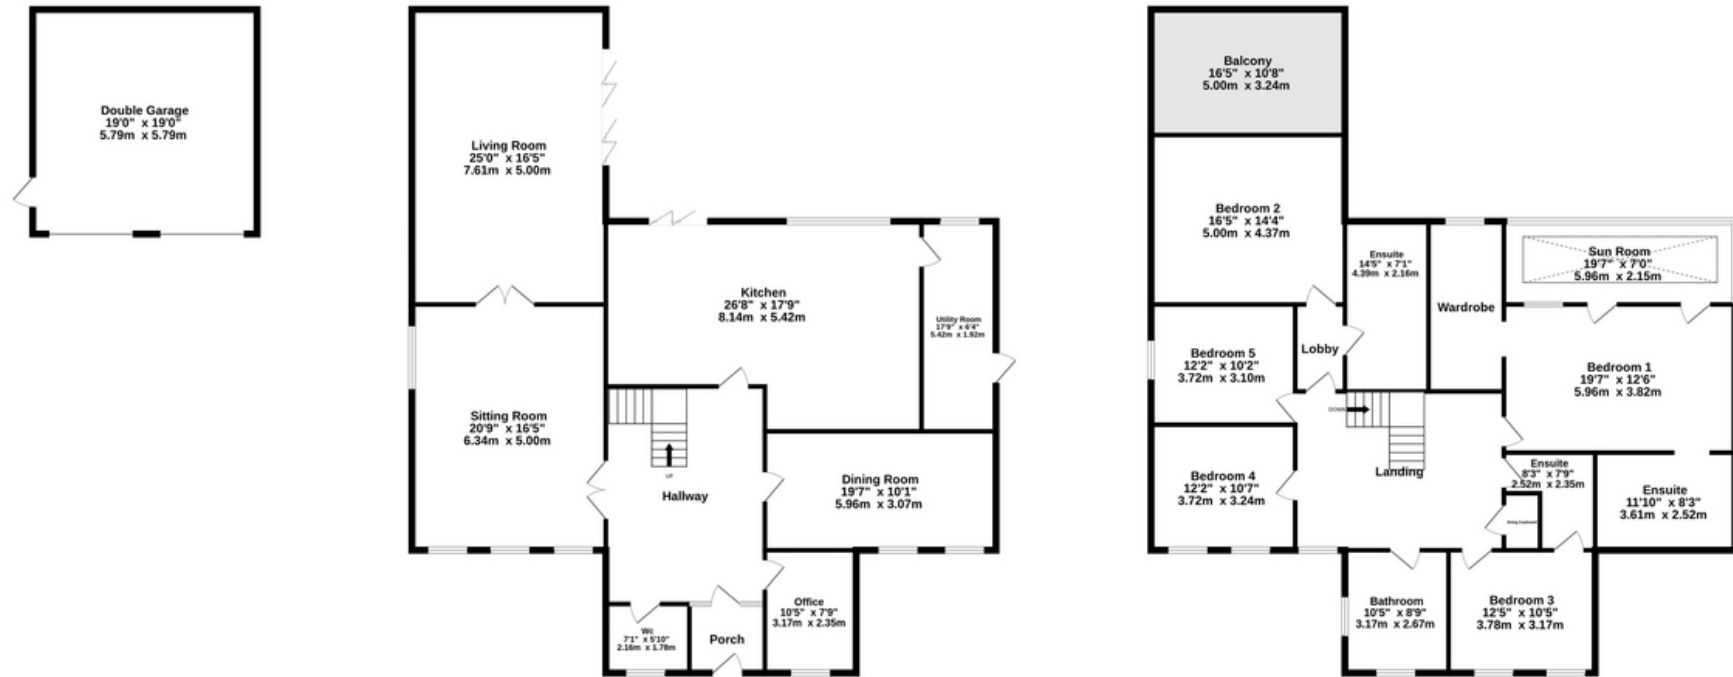 Double Garage
19'0" x 19'0"
5.79m x 5.79m
Living Room
25'0" x 16'5"
7.61m x 5.00m
Kitchen
26'8" x 17'9"
8.14m x 5.42m
Utility Room
17'9" x 6'4"
5.42m x 1.92m
Sitting Room
20'9" x 16'5"
6.34m x 5.00m
UP
Hallway
Dining Room
19'7" x 10'1"
5.96m x 3.07m
Office
10'5" x 7'9"
3.17m x 2.35m
Wc
7'1" x 5'10"
2.16m x 1.78m
Porch
Balcony
16'5" x 10'8"
5.00m x 3.24m
Bedroom 2
16'5" x 14'4"
5.00m x 4.37m
Ensuite
14'5" x 7'1"
4.39m x 2.16m
Wardrobe
Sun Room
19'7" x 7'0"
5.96m x 2.15m
Lobby
Bedroom 5
12'2" x 10'2"
3.72m x 3.10m
Bedroom 1
19'7" x 12'6"
5.96m x 3.82m
DOWN
Landing
Bedroom 4
12'2" x 10'7"
3.72m x 3.24m
Ensuite
8'3" x 7'9"
2.52m x 2.35m
Ensuite
11'10" x 8'3"
3.61m x 2.52m
Airing Cupboard
Bathroom
10'5" x 8'9"
3.17m x 2.67m
Bedroom 3
12'5" x 10'5"
3.78m x 3.17m